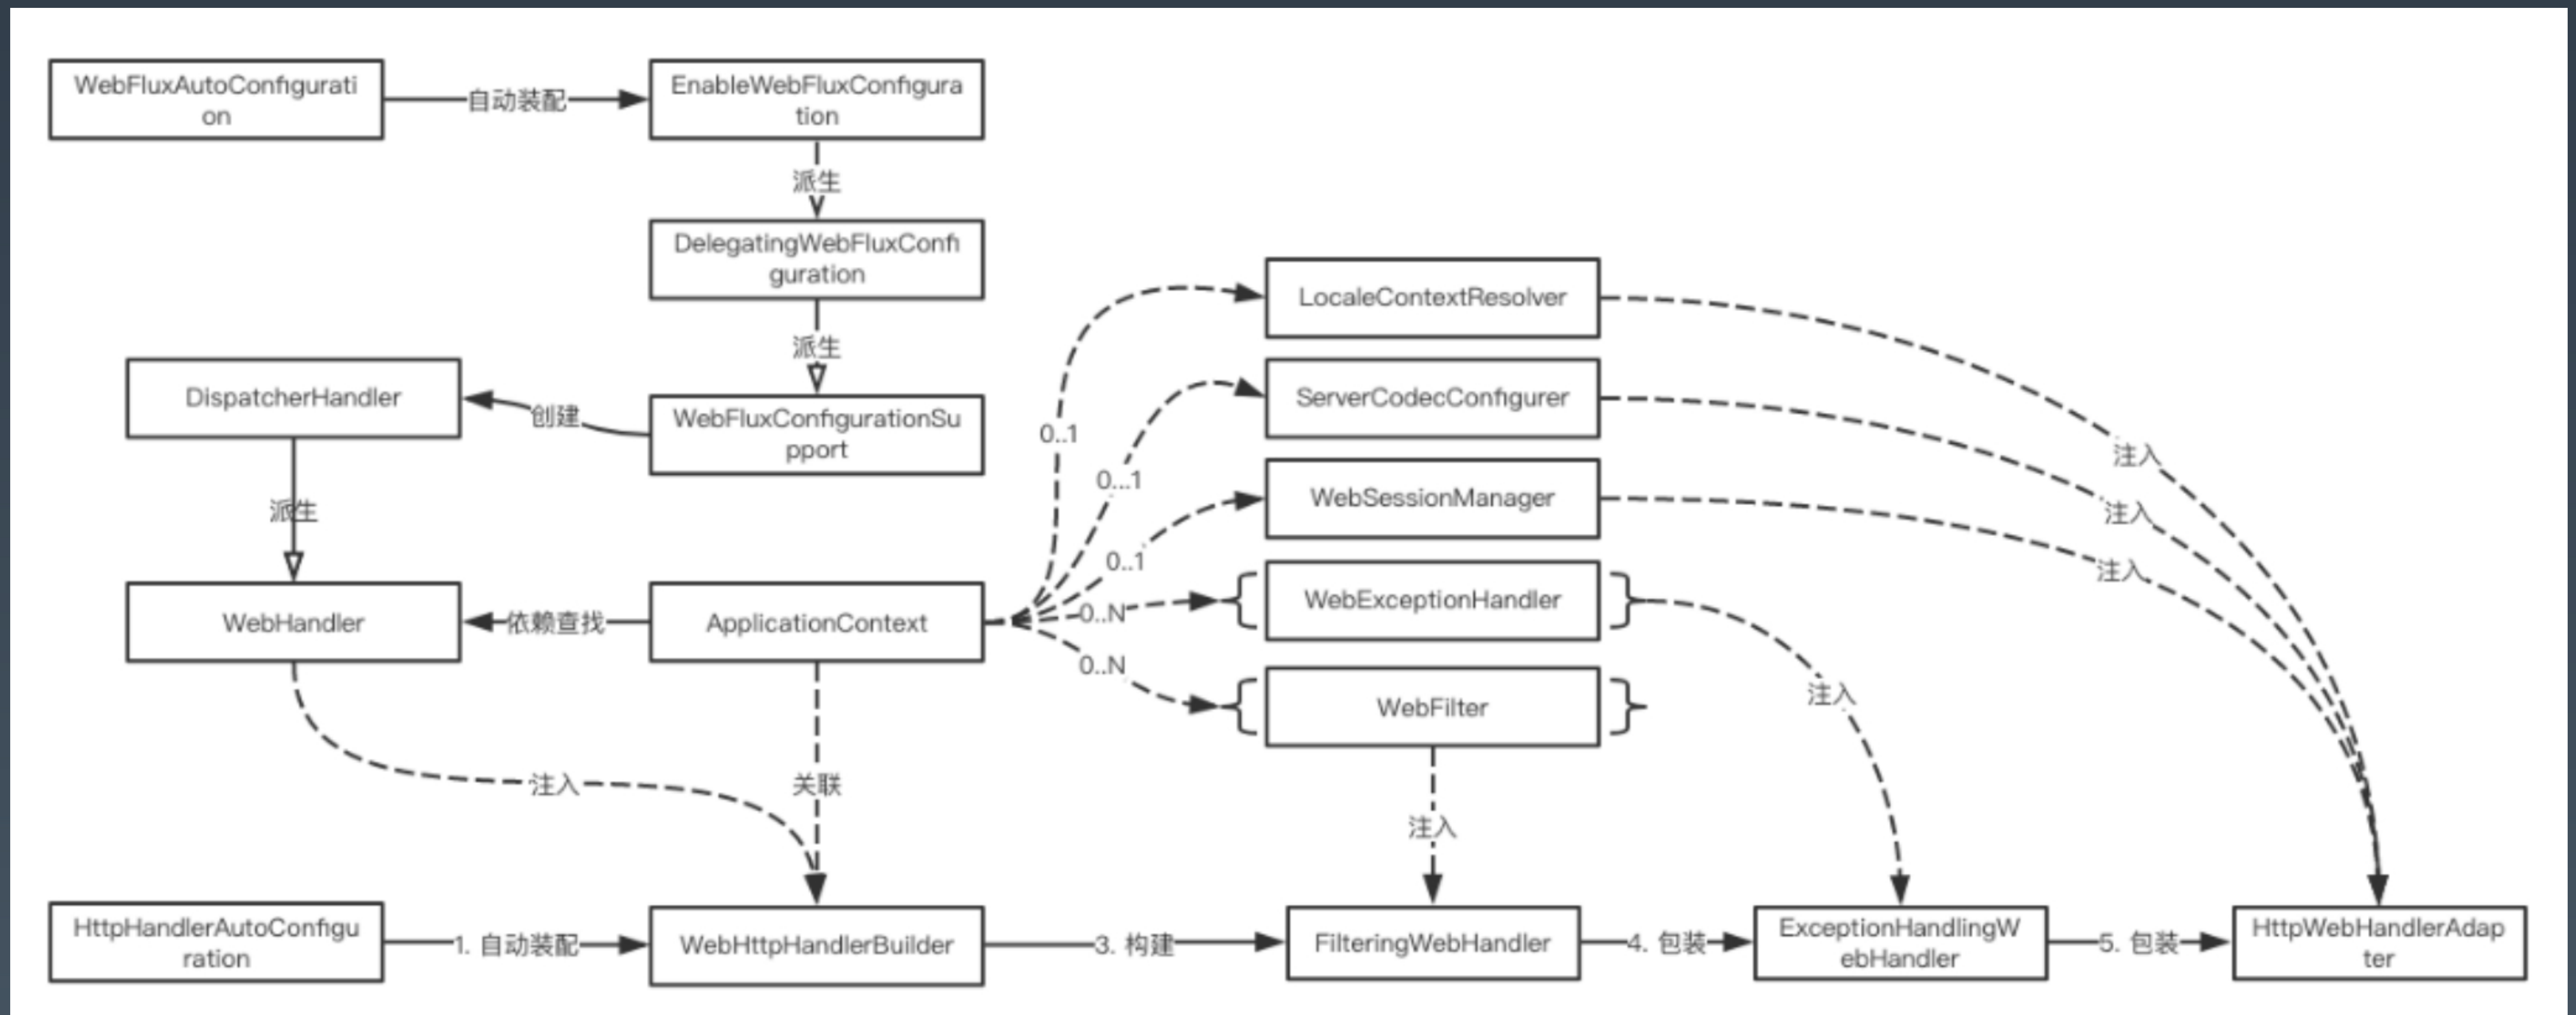 WebFluxAutoConfigurati
on
自动装配
EnableWebFluxConfigura
tion
派生
DelegatingWebFluxConfi
guration
派生
WebFluxConfigurationSu
pport
创建
DispatcherHandler
派生
WebHandler
依赖查找
ApplicationContext
0..1
0...1
0..1
0..N
0..N
LocaleContextResolver
ServerCodecConfigurer
WebSessionManager
WebExceptionHandler
WebFilter
注入
注入
注入
注入
注入
关联
注入
HttpHandlerAutoConfigu
ration
1. 自动装配
WebHttpHandlerBuilder
3. 构建
FilteringWebHandler
4. 包装
ExceptionHandlingW
ebHandler
5. 包装
HttpWebHandlerAdap
ter